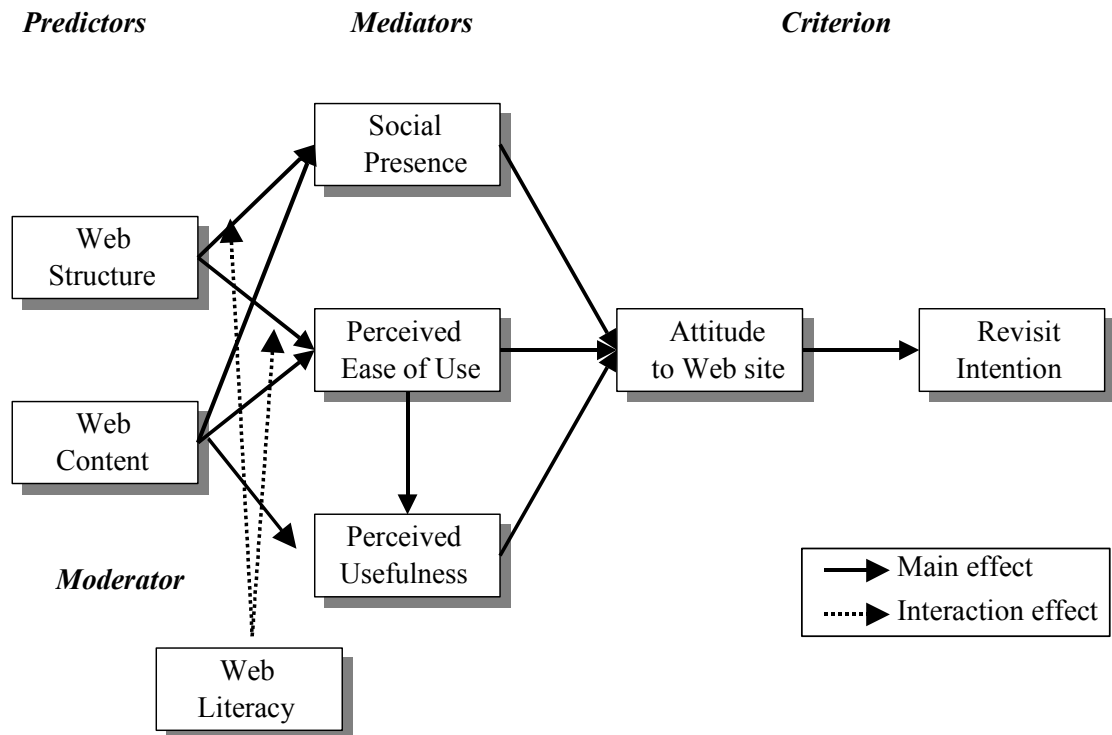 Predictors
Mediators
Criterion
Social
Presence
Web
Structure
Perceived
Ease of Use
Attitude
to Web site
Revisit
Intention
Web
Content
Perceived
Usefulness
Moderator
Main effect
Interaction effect
Web
Literacy